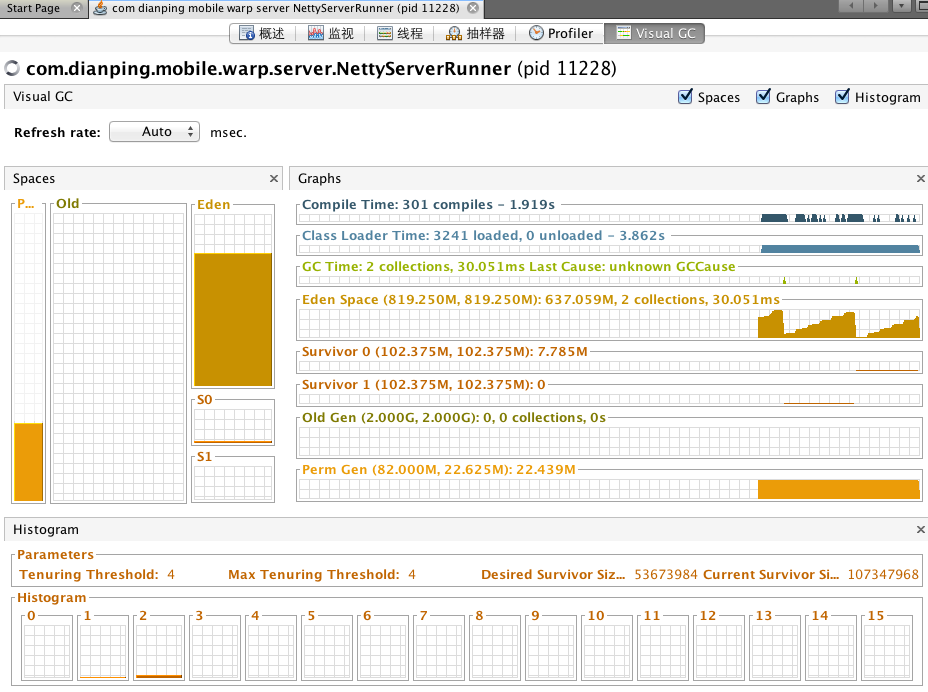 Start Page
com dianping mobile warp server NettyServerRunner (pid 11228)
概述 监视 线程 抽样器 Profiler Visual GC
com.dianping.mobile.warp.server.NettyServerRunner (pid 11228)
Visual GC Spaces Graphs Histogram
Refresh rate: Auto msec.
Spaces
P... Old Eden
S0
S1
Graphs
Compile Time: 301 compiles - 1.919s
Class Loader Time: 3241 loaded, 0 unloaded - 3.862s
GC Time: 2 collections, 30.051ms Last Cause: unknown GCCause
Eden Space (819.250M, 819.250M): 637.059M, 2 collections, 30.051ms
Survivor 0 (102.375M, 102.375M): 7.785M
Survivor 1 (102.375M, 102.375M): 0
Old Gen (2.000G, 2.000G): 0, 0 collections, 0s
Perm Gen (82.000M, 22.625M): 22.439M
Histogram
Parameters
Tenuring Threshold: 4 Max Tenuring Threshold: 4 Desired Survivor Siz... 53673984 Current Survivor Si... 107347968
Histogram
0 1 2 3 4 5 6 7 8 9 10 11 12 13 14 15